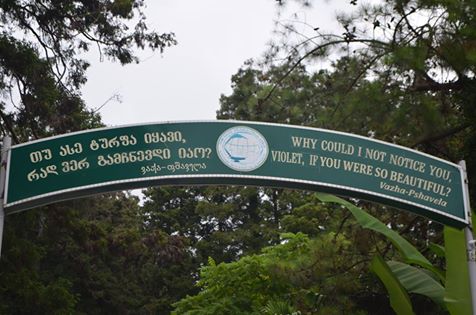 თუ ასე ტურფა იყავი,
რად ვერ გამჩნევდი იაო?
ვაჟა-ფშაველა
WHY COULD I NOT NOTICE YOU,
VIOLET, IF YOU WERE SO BEAUTIFUL?
Vazha-Pshavela